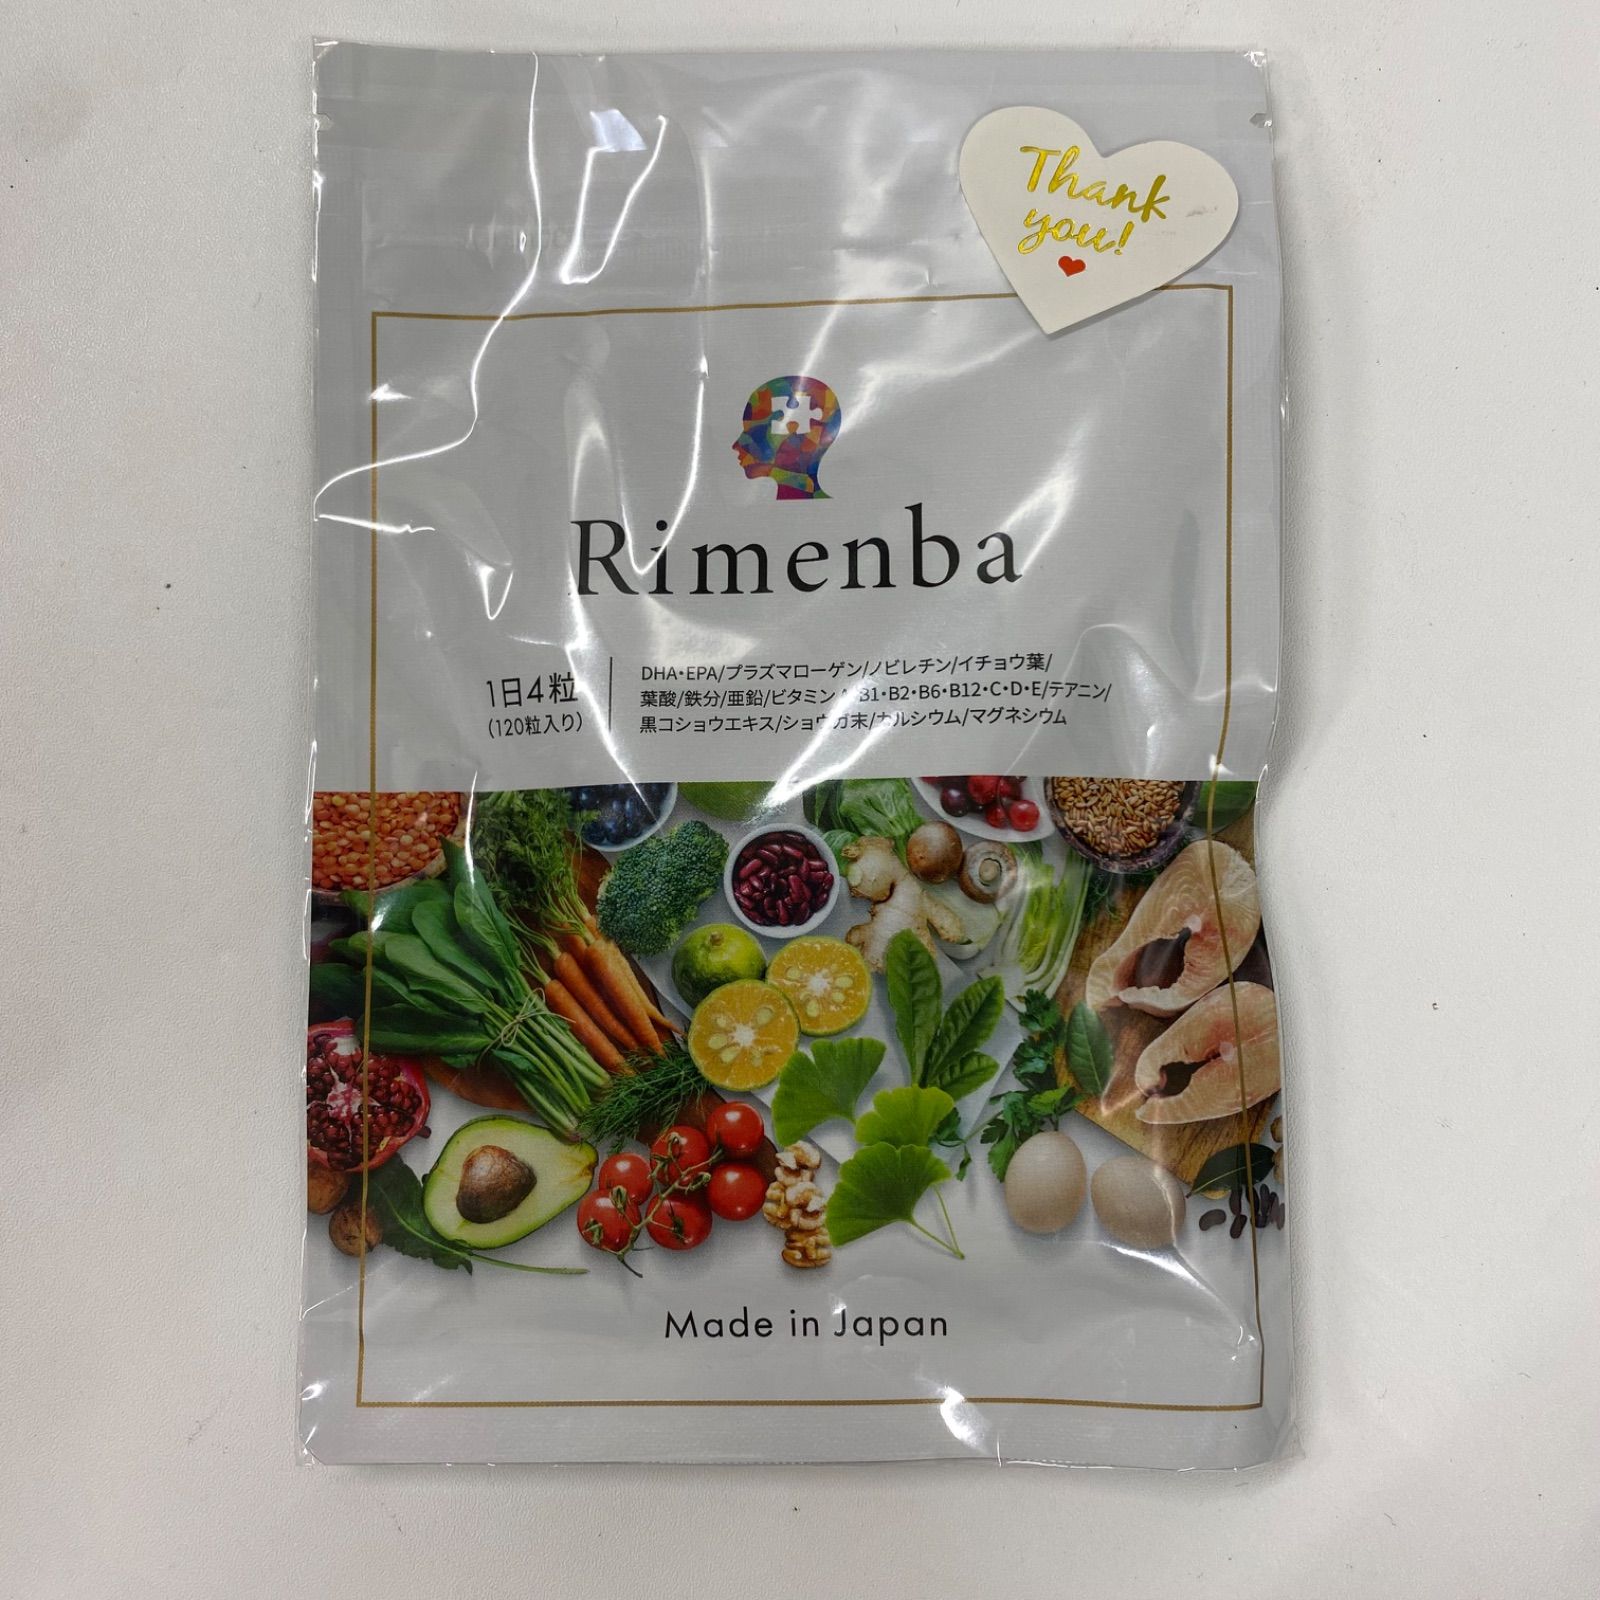 Thank
you!
Rimenba
1日4粒
(120粒入り)
DHA・EPA/プラズマローゲン/ノビレチン/イチョウ葉/
葉酸/鉄分/亜鉛/ビタミンA・B1・B2・B6・B12・C・D・E/テアニン/
黒コショウエキス/ショウガ末/カルシウム/マグネシウム
Made in Japan